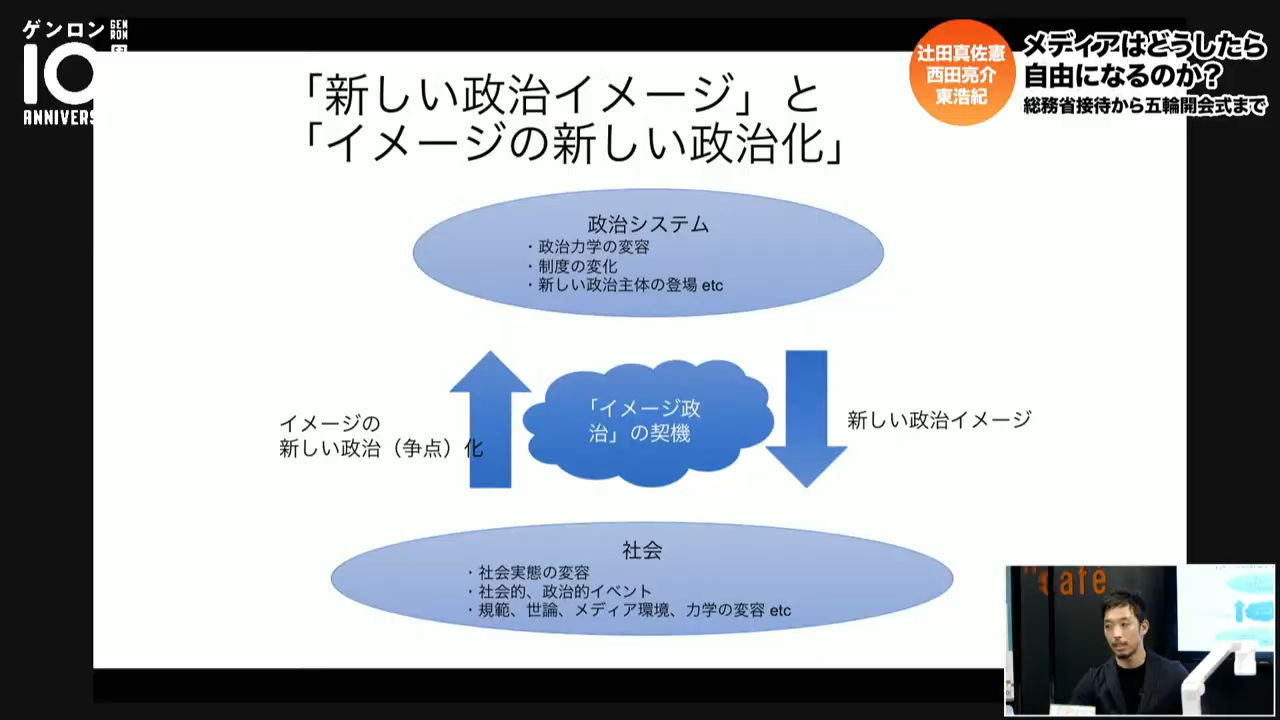 ゲンロン
GEN
RON
10
ANNIVERS
辻田真佐憲
西田亮介
東浩紀
メディアはどうしたら
自由になるのか?
総務省接待から五輪開会式まで
「新しい政治イメージ」と
「イメージの新しい政治化」
政治システム
・政治力学の変容
・制度の変化
・新しい政治主体の登場 etc
イメージの
新しい政治（争点）化
「イメージ政
治」の契機
新しい政治イメージ
社会
・社会実態の変容
・社会的、政治的イベント
・規範、世論、メディア環境、力学の変容 etc
Cafe